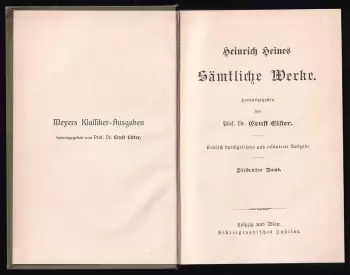 Meyers Klassiker-Ausgaben
herausgegeben von Prof. Dr. Ernst Elster.
Heinrich Heines
Sämtliche Werke.
Herausgegeben
von
Prof. Dr. Ernst Elster.
Kritisch durchgesehene und erläuterte Ausgabe.
Siebenter Band.
Leipzig und Wien.
Bibliographisches Institut.